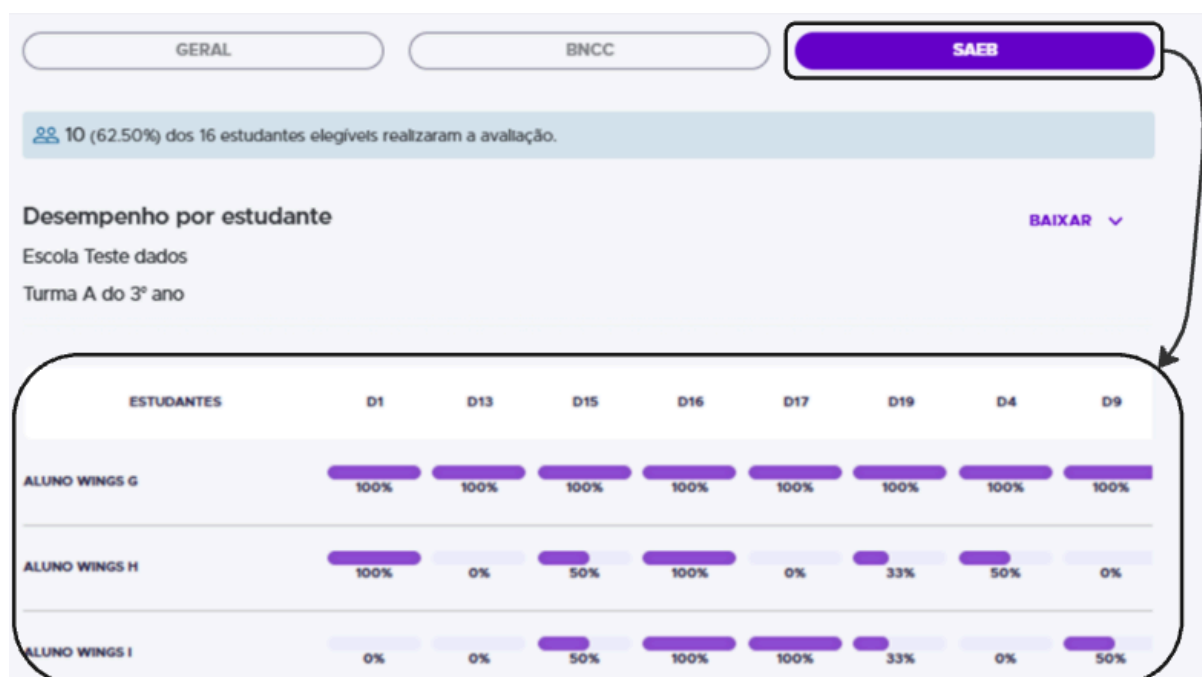 GERAL BNCC SAEB
10 (62.50%) dos 16 estudantes elegíveis realizaram a avaliação.
Desempenho por estudante BAIXAR
Escola Teste dados
Turma A do 3º ano
ESTUDANTES D1 D13 D15 D16 D17 D19 D4 D9
ALUNO WINGS G 100% 100% 100% 100% 100% 100% 100% 100%
ALUNO WINGS H 100% 0% 50% 100% 0% 33% 50% 0%
ALUNO WINGS I 0% 0% 50% 100% 100% 33% 0% 50%